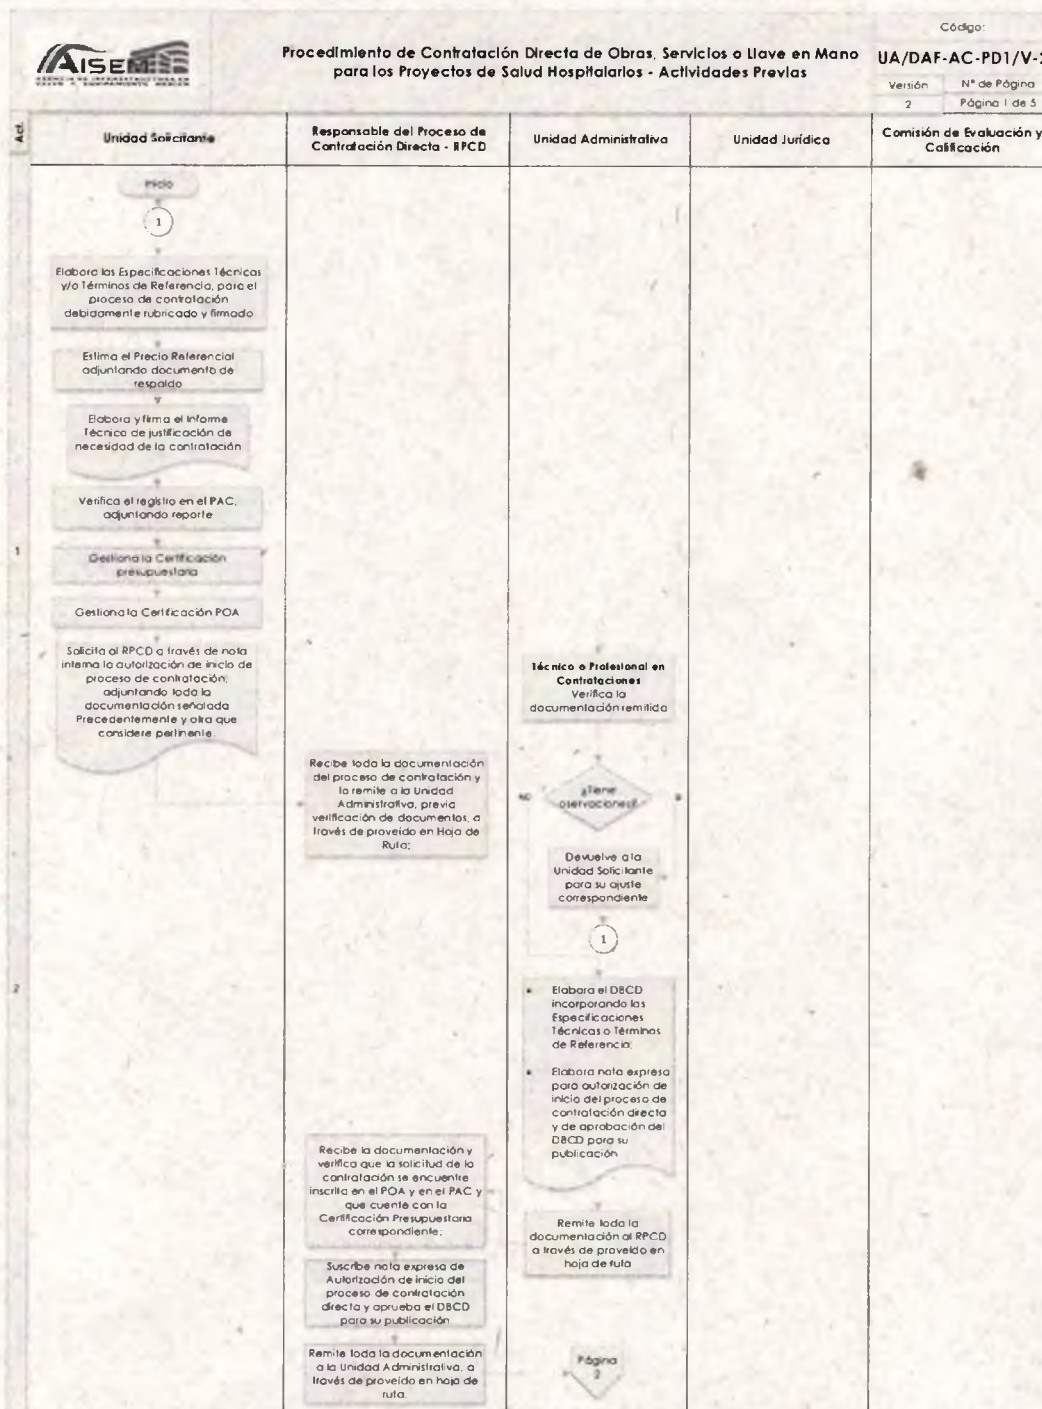 AISEM
AGENCIA DE INFRAESTRUCTURA EN
SALUD Y EQUIPAMIENTO MÉDICO
Procedimiento de Contratación Directa de Obras, Servicios o Llave en Mano
para los Proyectos de Salud Hospitalarios - Actividades Previas
Código:
UA/DAF-AC-PD1/V-
Versión
N° de Página
2
Página 1 de 5
Act.
Unidad Solicitante
Responsable del Proceso de
Contratación Directa - RPCD
Unidad Administrativa
Unidad Jurídica
Comisión de Evaluación y
Calificación
Inicio
1
Elabora las Especificaciones Técnicas
y/o Términos de Referencia, para el
proceso de contratación
debidamente rubricado y firmado
Estima el Precio Referencial
adjuntando documento de
respaldo
Elabora y firma el Informe
Técnico de justificación de
necesidad de la contratación
Verifica el registro en el PAC,
adjuntando reporte
1
Gestiona la Certificación
presupuestaria
Gestiona la Certificación POA
Solicita al RPCD a través de nota
interna la autorización de inicio de
proceso de contratación;
adjuntando toda la
documentación señalada
Precedentemente y otra que
considere pertinente.
Técnico o Profesional en
Contrataciones
Verifica la
documentación remitida
Recibe toda la documentación
del proceso de contratación y
lo remite a la Unidad
Administrativa, previa
verificación de documentos, a
través de proveído en Hoja de
Ruta;
NO
¿Tiene
oservaciones?
Devuelve a la
Unidad Solicitante
para su ajuste
correspondiente
1
2
• Elabora el DBCD
incorporando las
Especificaciones
Técnicas o Términos
de Referencia;
• Elabora nota expresa
para autorización de
inicio del proceso de
contratación directa
y de aprobación del
DBCD para su
publicación
Recibe la documentación y
verifica que la solicitud de la
contratación se encuentre
inscrita en el POA y en el PAC y
que cuente con la
Certificación Presupuestaria
correspondiente;
Remite toda la
documentación al RPCD
a través de proveído en
hoja de ruta
Suscribe nota expresa de
Autorización de inicio del
proceso de contratación
directa y aprueba el DBCD
para su publicación
Remite toda la documentación
a la Unidad Administrativa, a
través de proveído en hoja de
ruta.
Página
2